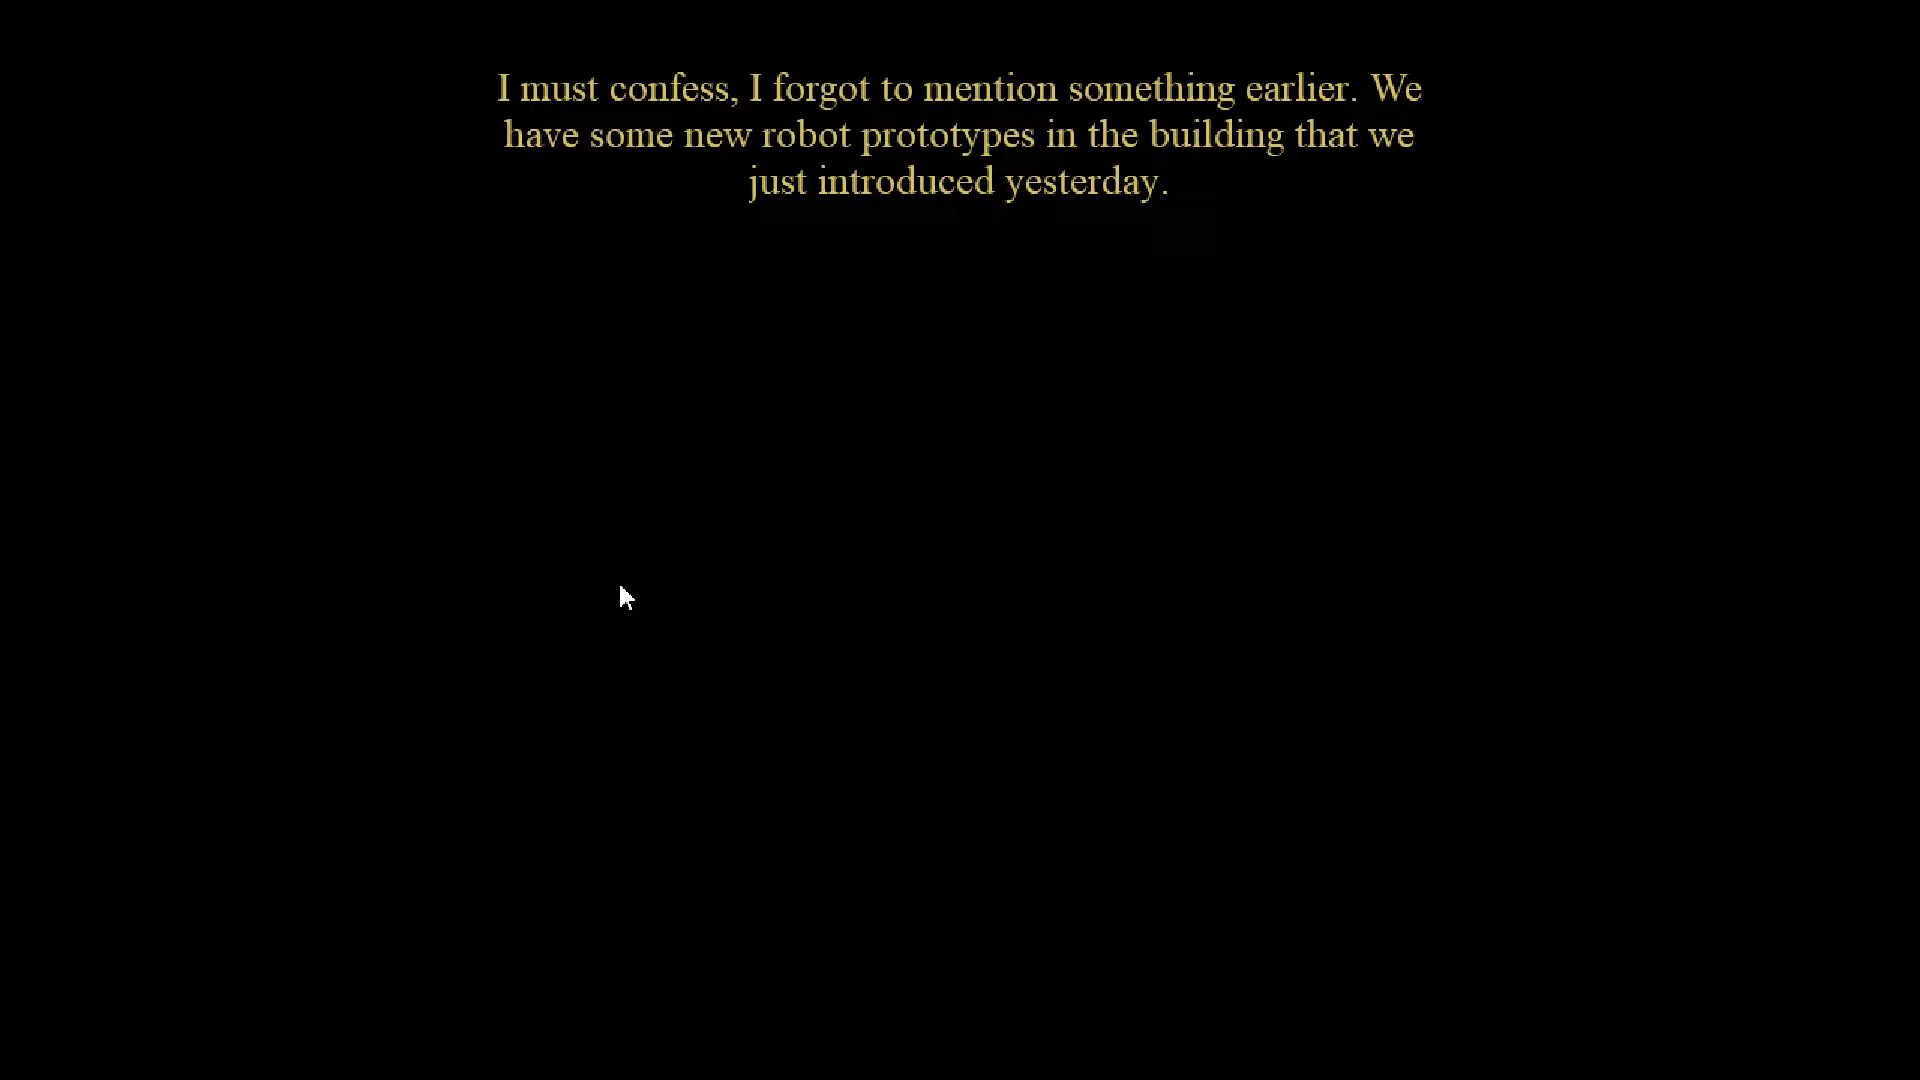 I must confess, I forgot to mention something earlier. We
have some new robot prototypes in the building that we
just introduced yesterday.